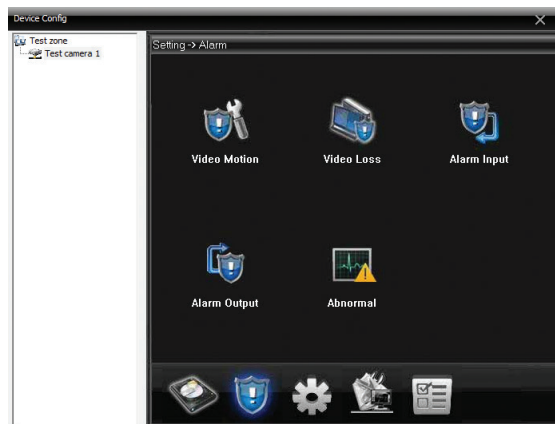 Device Config
Test zone
Test camera 1
Setting -> Alarm
Video Motion
Video Loss
Alarm Input
Alarm Output
Abnormal